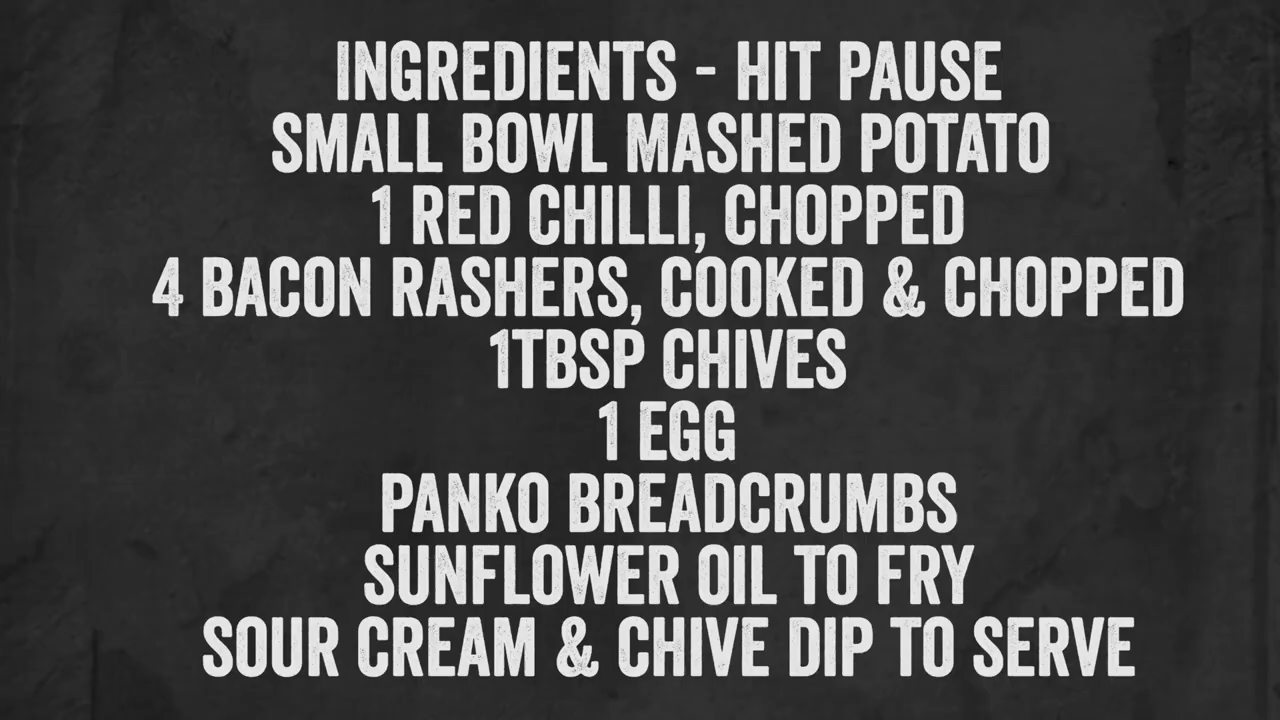 INGREDIENTS - HIT PAUSE
SMALL BOWL MASHED POTATO
1 RED CHILLI, CHOPPED
4 BACON RASHERS, COOKED & CHOPPED
1TBSP CHIVES
1 EGG
PANKO BREADCRUMBS
SUNFLOWER OIL TO FRY
SOUR CREAM & CHIVE DIP TO SERVE